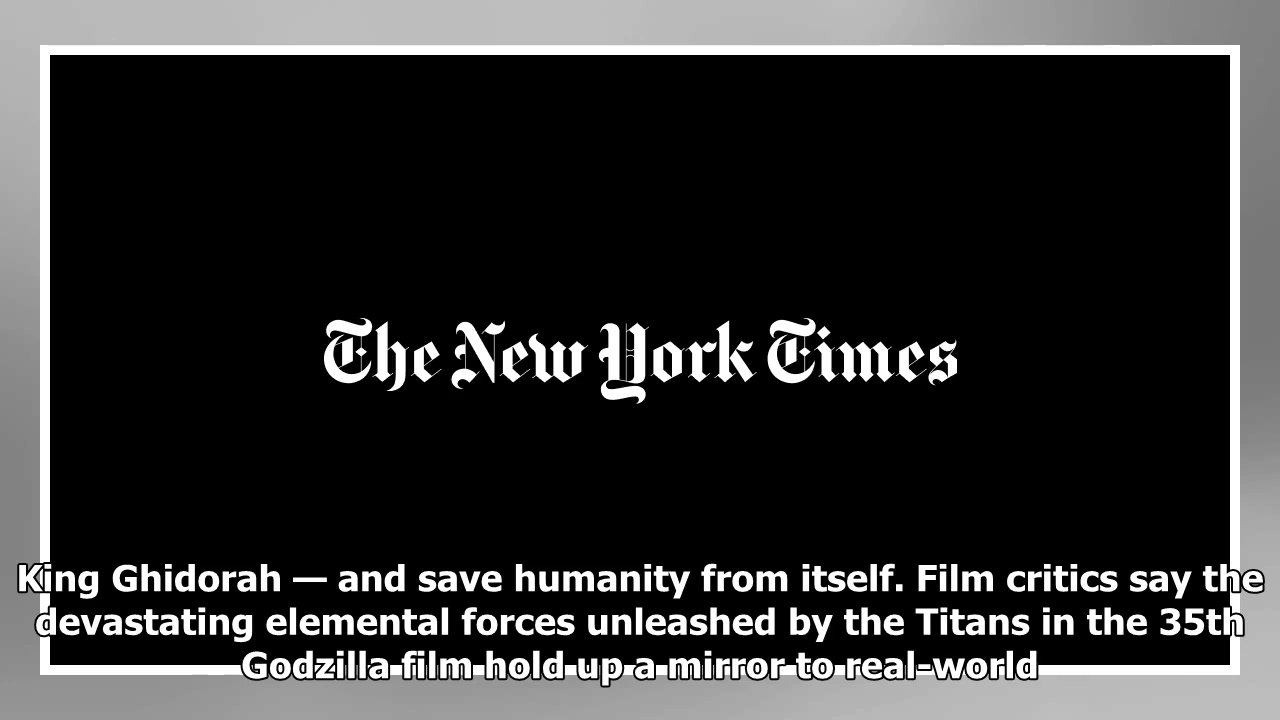 The New York Times
King Ghidorah — and save humanity from itself. Film critics say the
devastating elemental forces unleashed by the Titans in the 35th
Godzilla film hold up a mirror to real-world